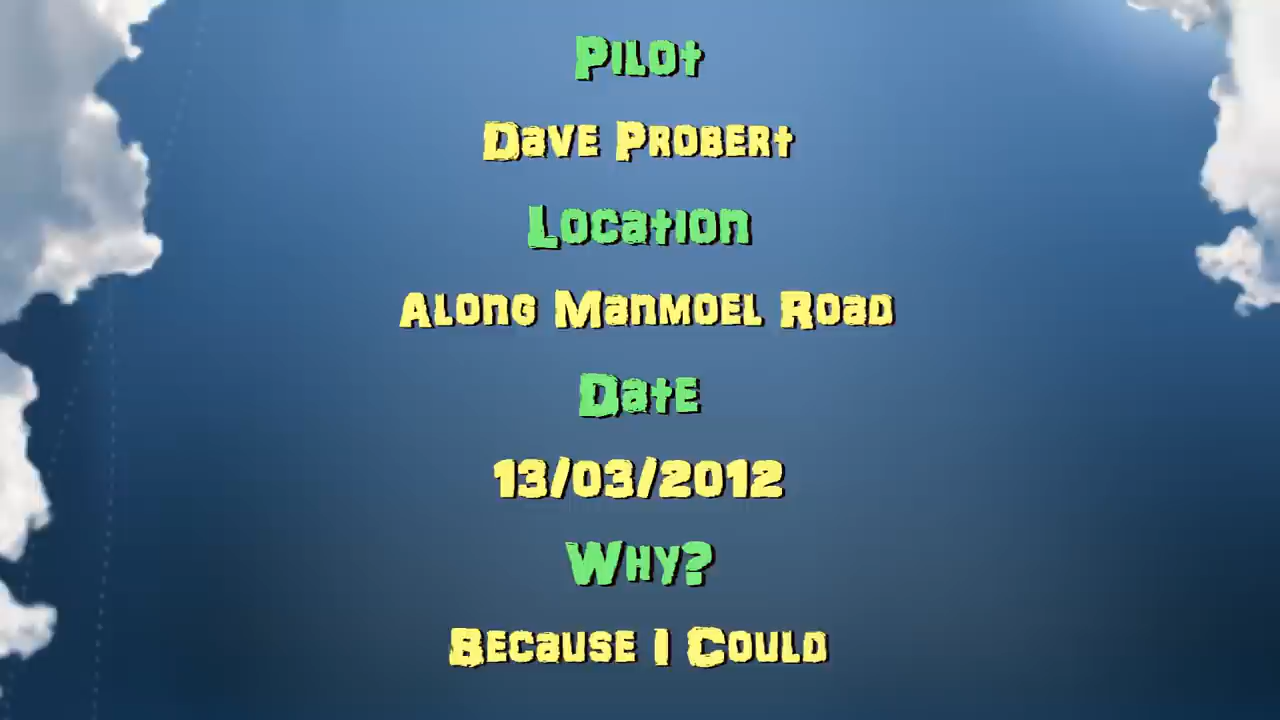 Pilot
Dave Probert
Location
Along Manmoel Road
Date
13/03/2012
Why?
Because I Could